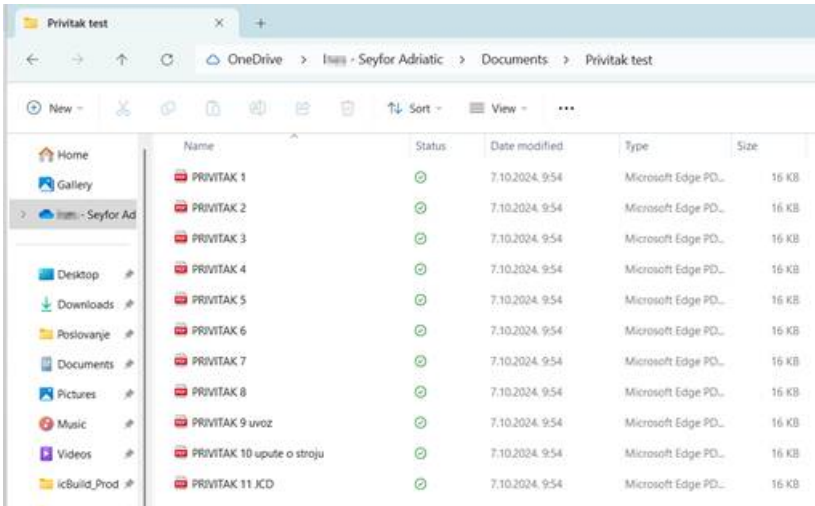 Privitak test
OneDrive > - Seyfor Adriatic > Documents > Privitak test
New Sort View
Name Status Date modified Type Size
Home
Gallery
- Seyfor Ad
Desktop
Downloads
Poslovanje
Documents
Pictures
Music
Videos
icBuild_Prod
PRIVITAK 1 7.10.2024. 9:54 Microsoft Edge PD... 16 KB
PRIVITAK 2 7.10.2024. 9:54 Microsoft Edge PD... 16 KB
PRIVITAK 3 7.10.2024. 9:54 Microsoft Edge PD... 16 KB
PRIVITAK 4 7.10.2024. 9:54 Microsoft Edge PD... 16 KB
PRIVITAK 5 7.10.2024. 9:54 Microsoft Edge PD... 16 KB
PRIVITAK 6 7.10.2024. 9:54 Microsoft Edge PD... 16 KB
PRIVITAK 7 7.10.2024. 9:54 Microsoft Edge PD... 16 KB
PRIVITAK 8 7.10.2024. 9:54 Microsoft Edge PD... 16 KB
PRIVITAK 9 uvoz 7.10.2024. 9:54 Microsoft Edge PD... 16 KB
PRIVITAK 10 upute o stroju 7.10.2024. 9:54 Microsoft Edge PD... 16 KB
PRIVITAK 11 JCD 7.10.2024. 9:54 Microsoft Edge PD... 16 KB